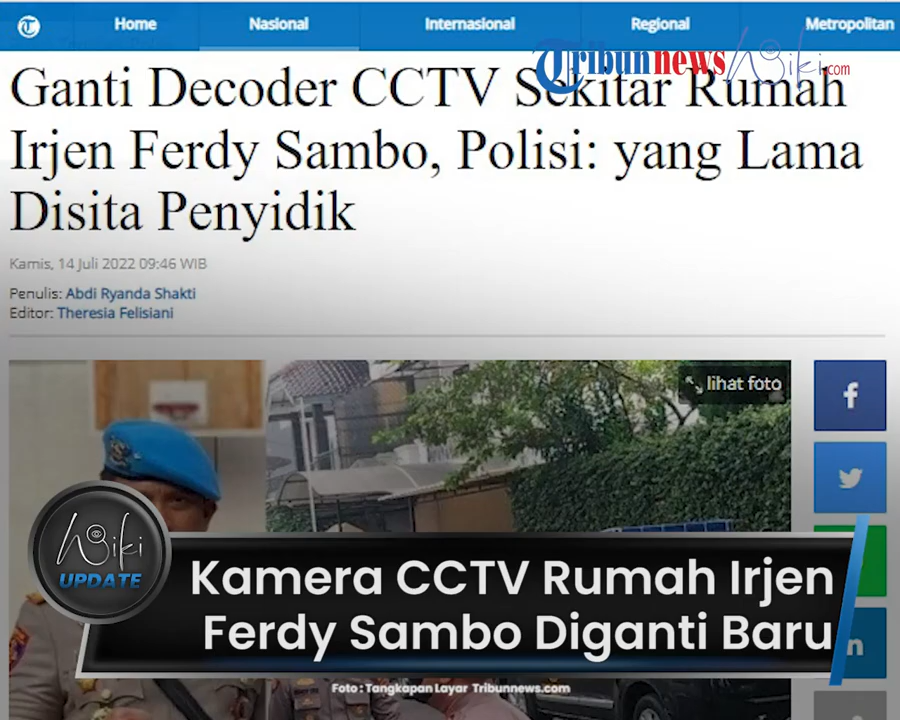 Home Nasional Internasional Regional Metropolitan
Tribunnews Wiki.com
Ganti Decoder CCTV Sekitar Rumah
Irjen Ferdy Sambo, Polisi: yang Lama
Disita Penyidik
Kamis, 14 Juli 2022 09:46 WIB
Penulis: Abdi Ryanda Shakti
Editor: Theresia Felisiani
lihat foto
Wiki
UPDATE
Kamera CCTV Rumah Irjen
Ferdy Sambo Diganti Baru
Foto : Tangkapan Layar Tribunnews.com